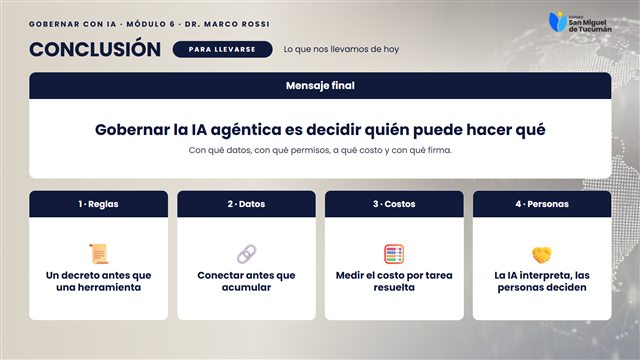 GOBERNAR CON IA · MÓDULO 6 · DR. MARCO ROSSI
CONCLUSIÓN
PARA LLEVARSE
Lo que nos llevamos de hoy
Ciudad
San Miguel
de Tucumán
Mensaje final
Gobernar la IA agéntica es decidir quién puede hacer qué
Con qué datos, con qué permisos, a qué costo y con qué firma.
1 · Reglas
Un decreto antes que
una herramienta
2 · Datos
Conectar antes que
acumular
3 · Costos
Medir el costo por tarea
resuelta
4 · Personas
La IA interpreta, las
personas deciden